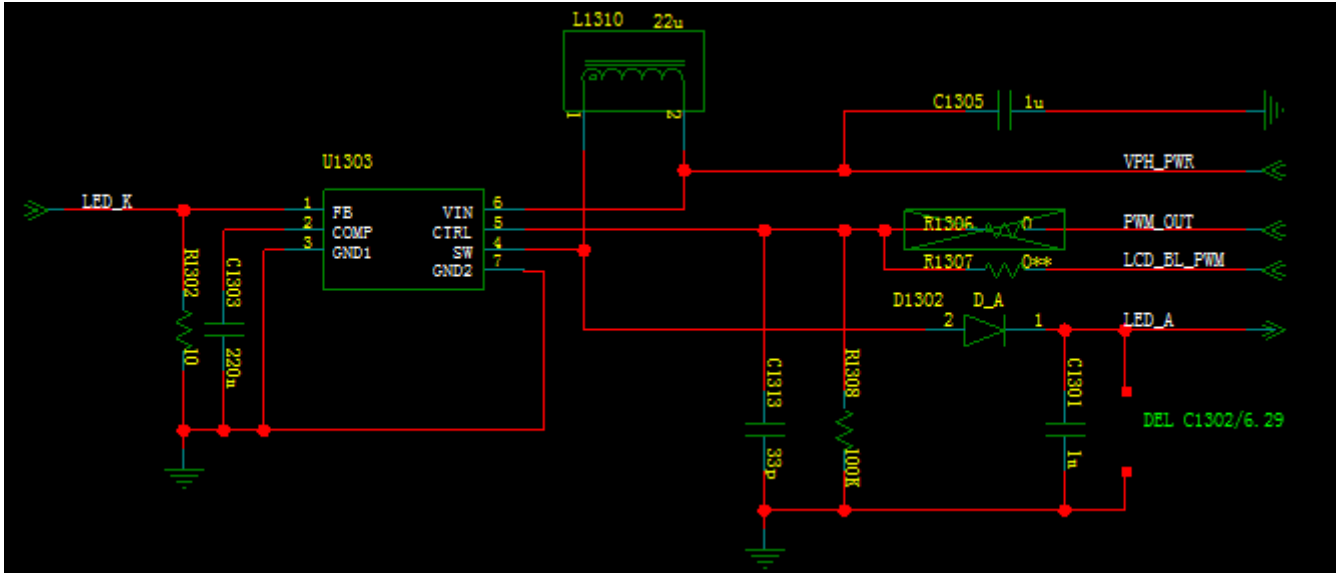 L1310 22u
1 2
C1305 1u
U1303
VPH_PWR
LED_K
1 FB VIN 6
2 COMP CTRL 5
3 GND1 SW 4
GND2 7
R1306 0 PWM_OUT
R1307 0** LCD_BL_PWM
D1302 D_A
2 1 LED_A
R1302 10
C1303 220n
C1313 33p
R1308 100K
C1301 1u
DEL C1302/6.29